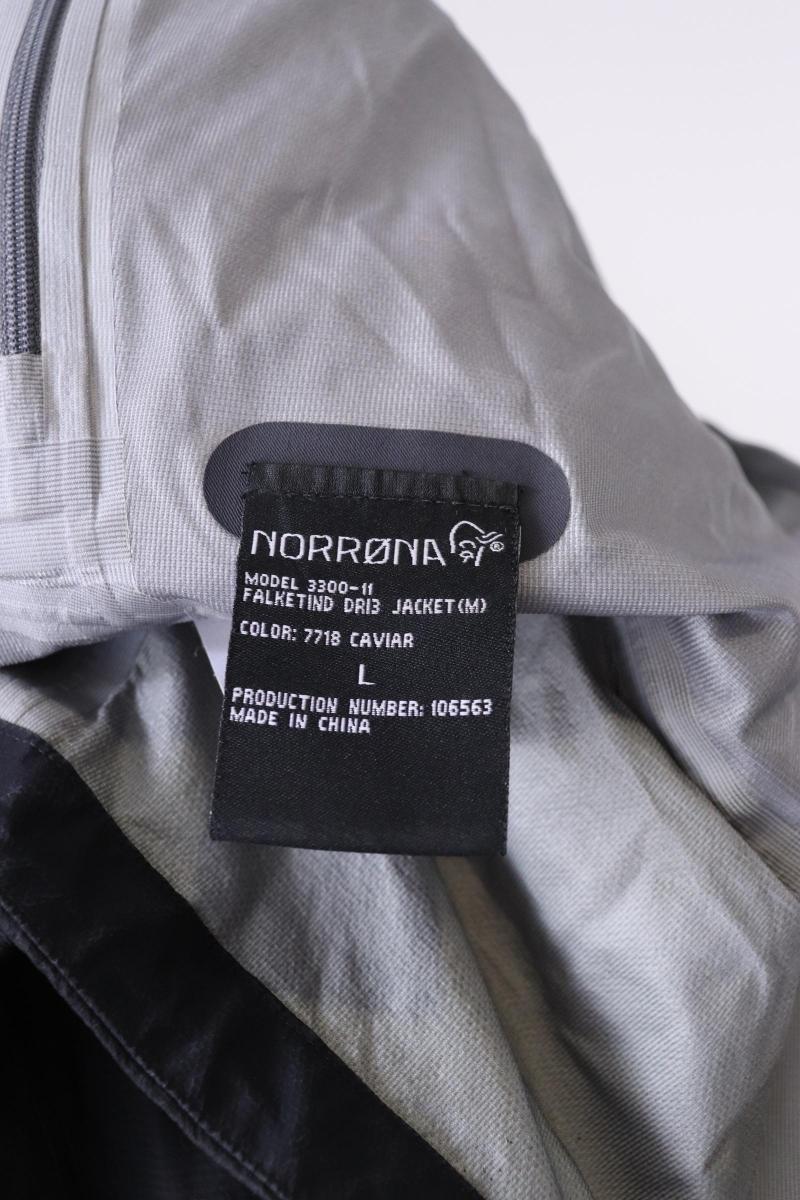 NORRØNA ®
MODEL 3300-11
FALKETIND DRI3 JACKET(M)
COLOR: 7718 CAVIAR
L
PRODUCTION NUMBER: 106563
MADE IN CHINA